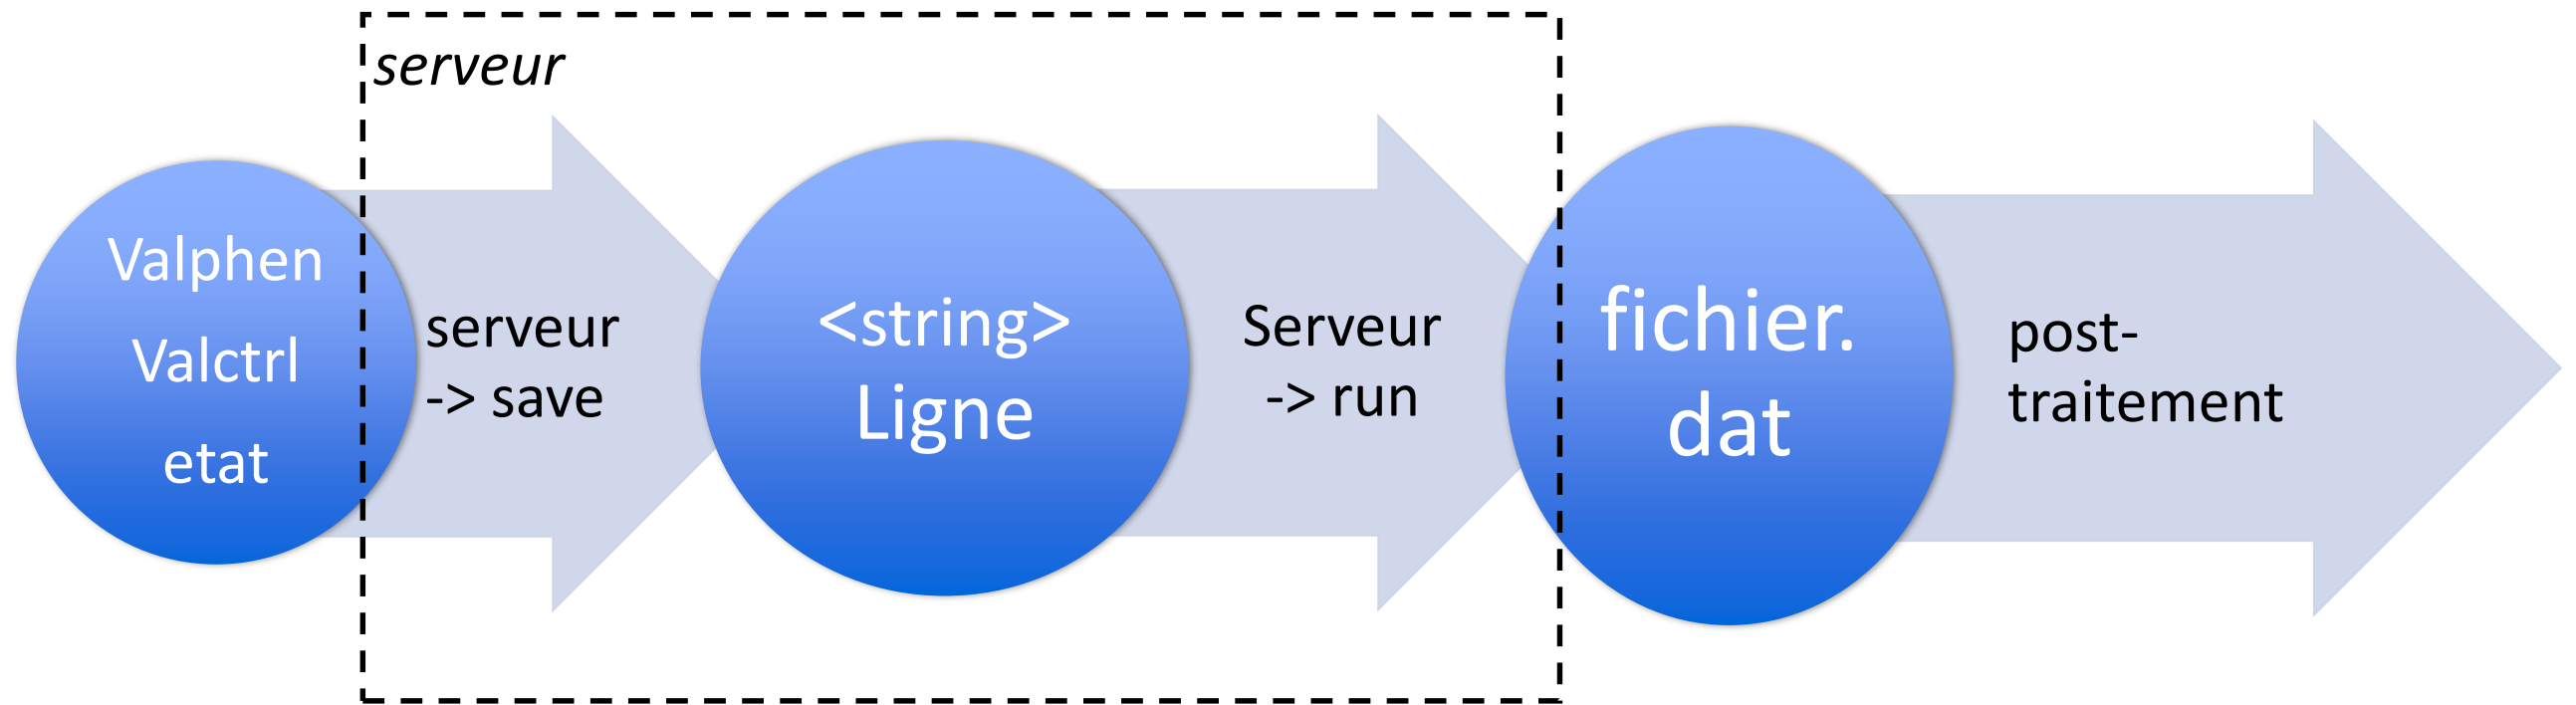 serveur
Valphen
Valctrl
etat
serveur
-> save
<string>
Ligne
Serveur
-> run
fichier.
dat
post-
traitement